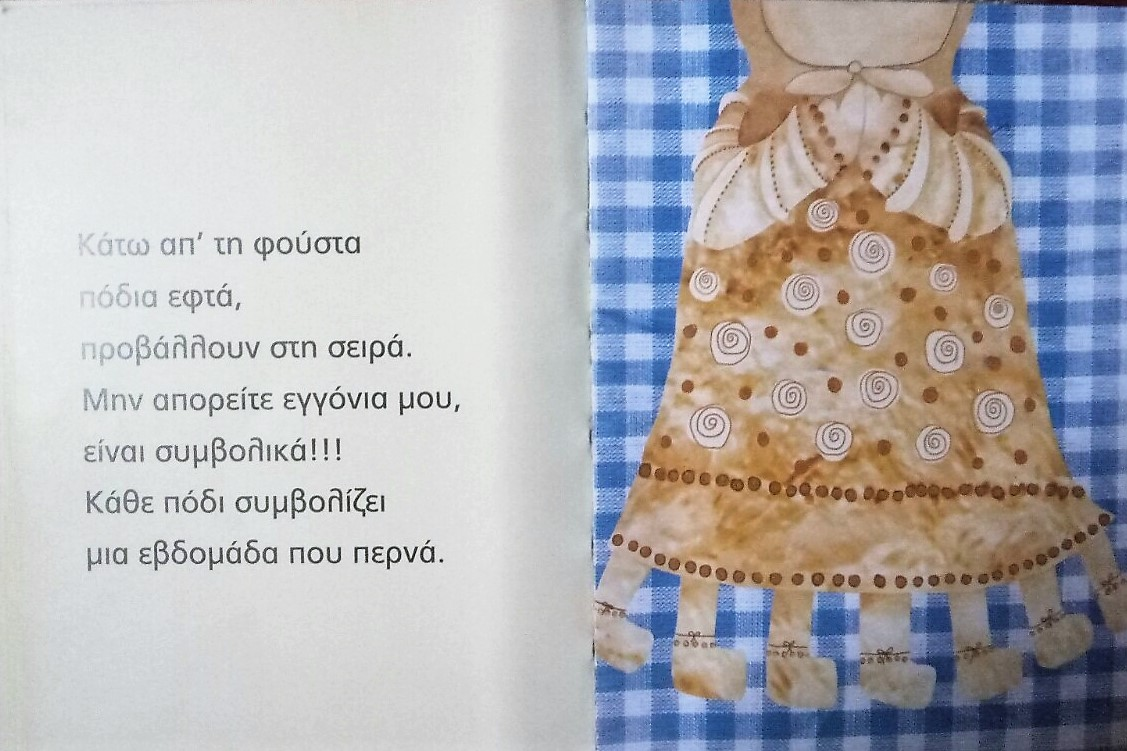 Κάτω απ’ τη φούστα
πόδια εφτά,
προβάλλουν στη σειρά.
Μην απορείτε εγγόνια μου,
είναι συμβολικά!!!
Κάθε πόδι συμβολίζει
μια εβδομάδα που περνά.